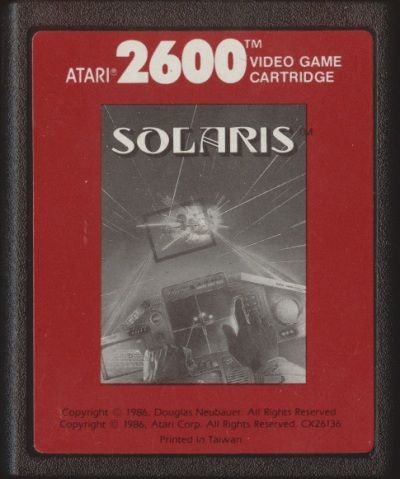 ATARI® 2600™ VIDEO GAME
CARTRIDGE
SOLARIS™
Copyright © 1986, Douglas Neubauer. All Rights Reserved
Copyright © 1986, Atari Corp. All Rights Reserved. CX26136
Printed in Taiwan